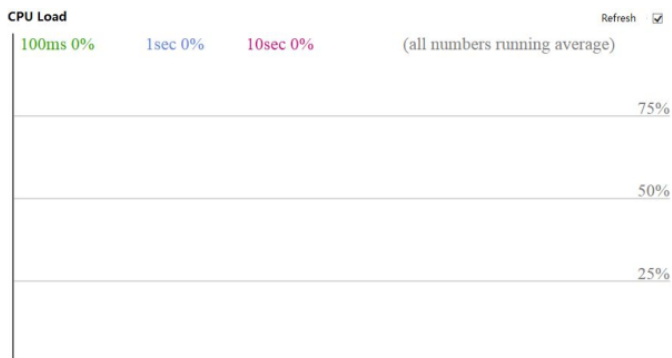 CPU Load
Refresh
100ms 0% 1sec 0% 10sec 0% (all numbers running average)
75%
50%
25%